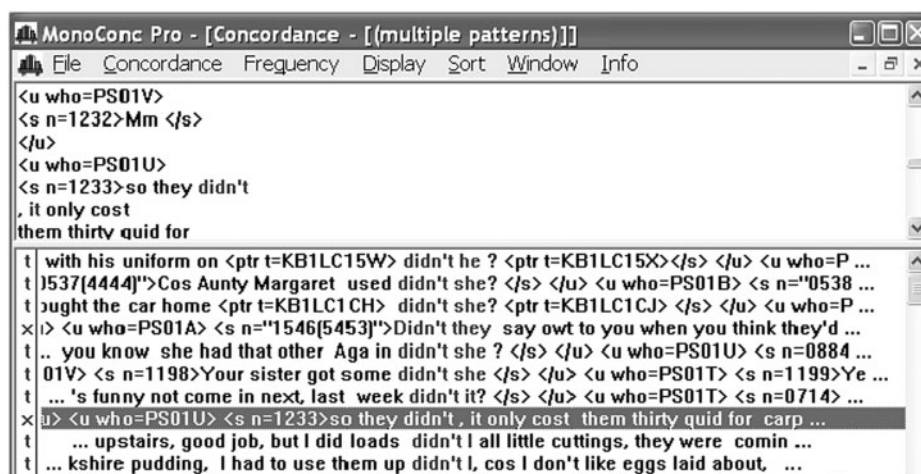 MonoConc Pro - [Concordance - [(multiple patterns)]]
File Concordance Frequency Display Sort Window Info
<u who=PS01V>
<s n=1232>Mm </s>
</u>
<u who=PS01U>
<s n=1233>so they didn't
, it only cost
them thirty quid for
t with his uniform on <ptr t=KB1LC15W> didn't he ? <ptr t=KB1LC15X></s> </u> <u who=P ...
t )537(4444)">Cos Aunty Margaret used didn't she? </s> </u> <u who=PS01B> <s n="0538 ...
t ought the car home <ptr t=KB1LC1CH> didn't she? <ptr t=KB1LC1CJ> </s> </u> <u who=P ...
x > <u who=PS01A> <s n="1546(5453)">Didn't they say owt to you when you think they'd ...
t .. you know she had that other Aga in didn't she ? </s> </u> <u who=PS01U> <s n=0884 ...
t 01V> <s n=1198>Your sister got some didn't she </s> </u> <u who=PS01T> <s n=1199>Ye ...
t ... 's funny not come in next, last week didn't it? </s> </u> <u who=PS01T> <s n=0714> ...
x u> <u who=PS01U> <s n=1233>so they didn't , it only cost them thirty quid for carp ...
t ... upstairs, good job, but I did loads didn't I all little cuttings, they were comin ...
t ... kshire pudding, I had to use them up didn't I, cos I don't like eggs laid about, ...